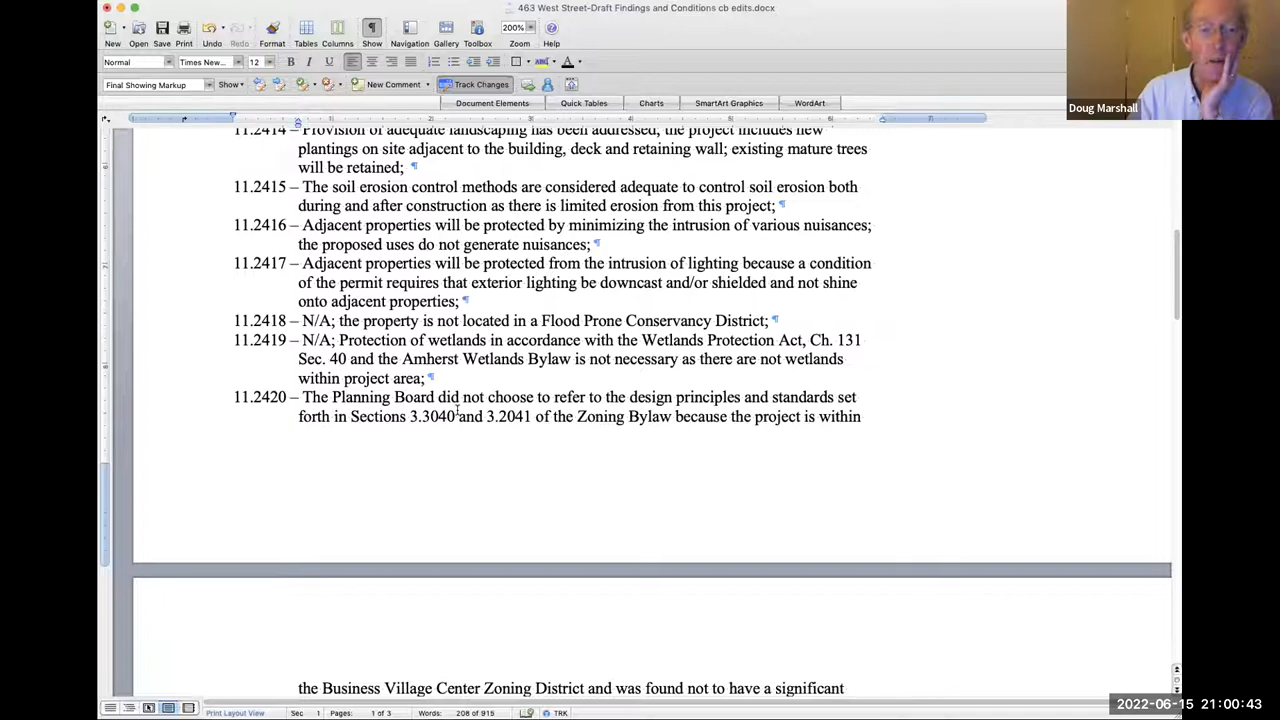 463 West Street-Draft Findings and Conditions cb edits.docx
200%
New Open Save Print Undo Redo Format Tables Columns Show Navigation Gallery Toolbox Zoom Help
Normal Times New... 12 B I U
Final Showing Markup Show New Comment Track Changes
Document Elements Quick Tables Charts SmartArt Graphics WordArt
Doug Marshall
11.2414 – Provision of adequate landscaping has been addressed, the project includes new
plantings on site adjacent to the building, deck and retaining wall; existing mature trees
will be retained; ¶
11.2415 – The soil erosion control methods are considered adequate to control soil erosion both
during and after construction as there is limited erosion from this project; ¶
11.2416 – Adjacent properties will be protected by minimizing the intrusion of various nuisances;
the proposed uses do not generate nuisances; ¶
11.2417 – Adjacent properties will be protected from the intrusion of lighting because a condition
of the permit requires that exterior lighting be downcast and/or shielded and not shine
onto adjacent properties; ¶
11.2418 – N/A; the property is not located in a Flood Prone Conservancy District; ¶
11.2419 – N/A; Protection of wetlands in accordance with the Wetlands Protection Act, Ch. 131
Sec. 40 and the Amherst Wetlands Bylaw is not necessary as there are not wetlands
within project area; ¶
11.2420 – The Planning Board did not choose to refer to the design principles and standards set
forth in Sections 3.3040 and 3.2041 of the Zoning Bylaw because the project is within
the Business Village Center Zoning District and was found not to have a significant
Print Layout View Sec 1 Pages: 1 of 3 Words: 208 of 915 TRK
2022-06-15 21:00:43